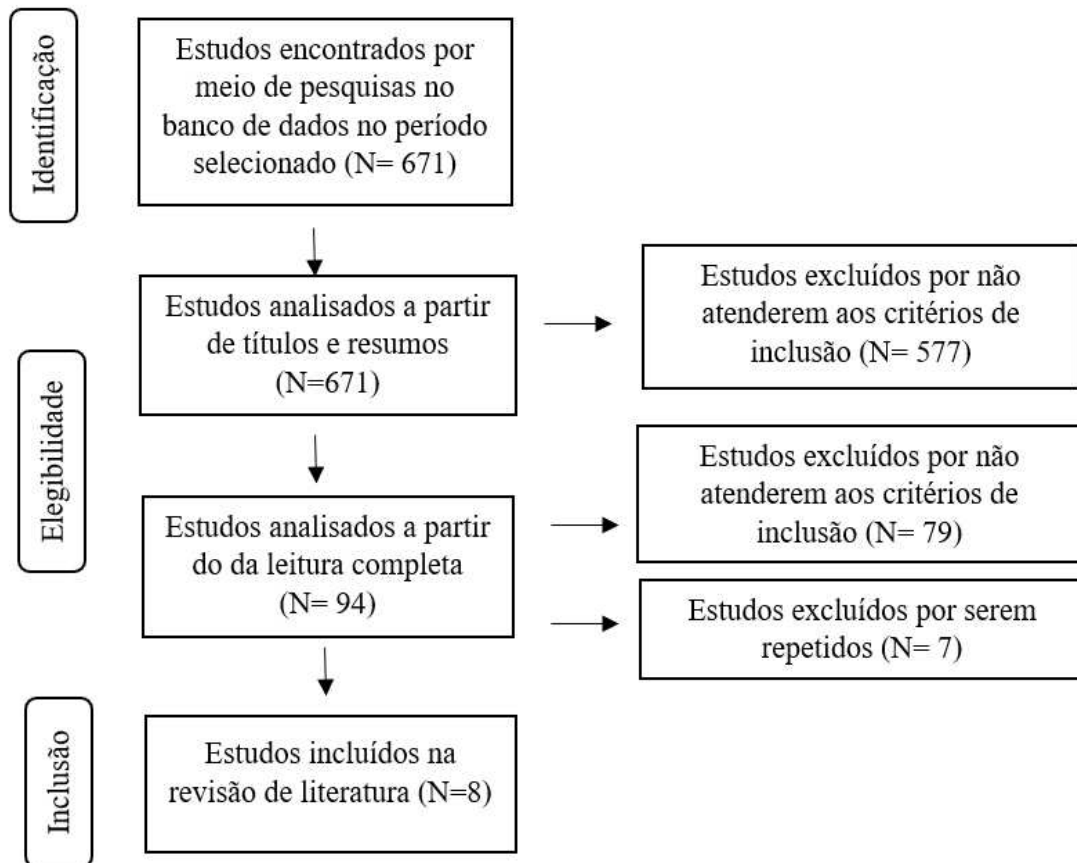 Identificação
Estudos encontrados por
meio de pesquisas no
banco de dados no período
selecionado (N= 671)
Elegibilidade
Estudos analisados a partir
de títulos e resumos
(N=671)
Estudos excluídos por não
atenderem aos critérios de
inclusão (N= 577)
Estudos analisados a partir
do da leitura completa
(N= 94)
Estudos excluídos por não
atenderem aos critérios de
inclusão (N= 79)
Estudos excluídos por serem
repetidos (N= 7)
Inclusão
Estudos incluídos na
revisão de literatura (N=8)